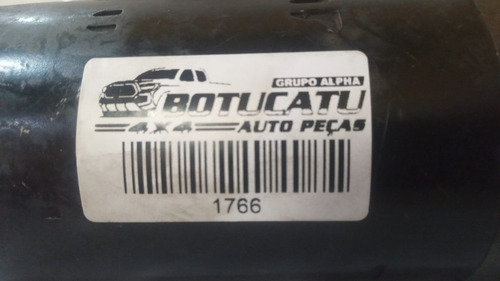 GRUPO ALPHA
BOTUCATU
4X4 AUTO PEÇAS
1766